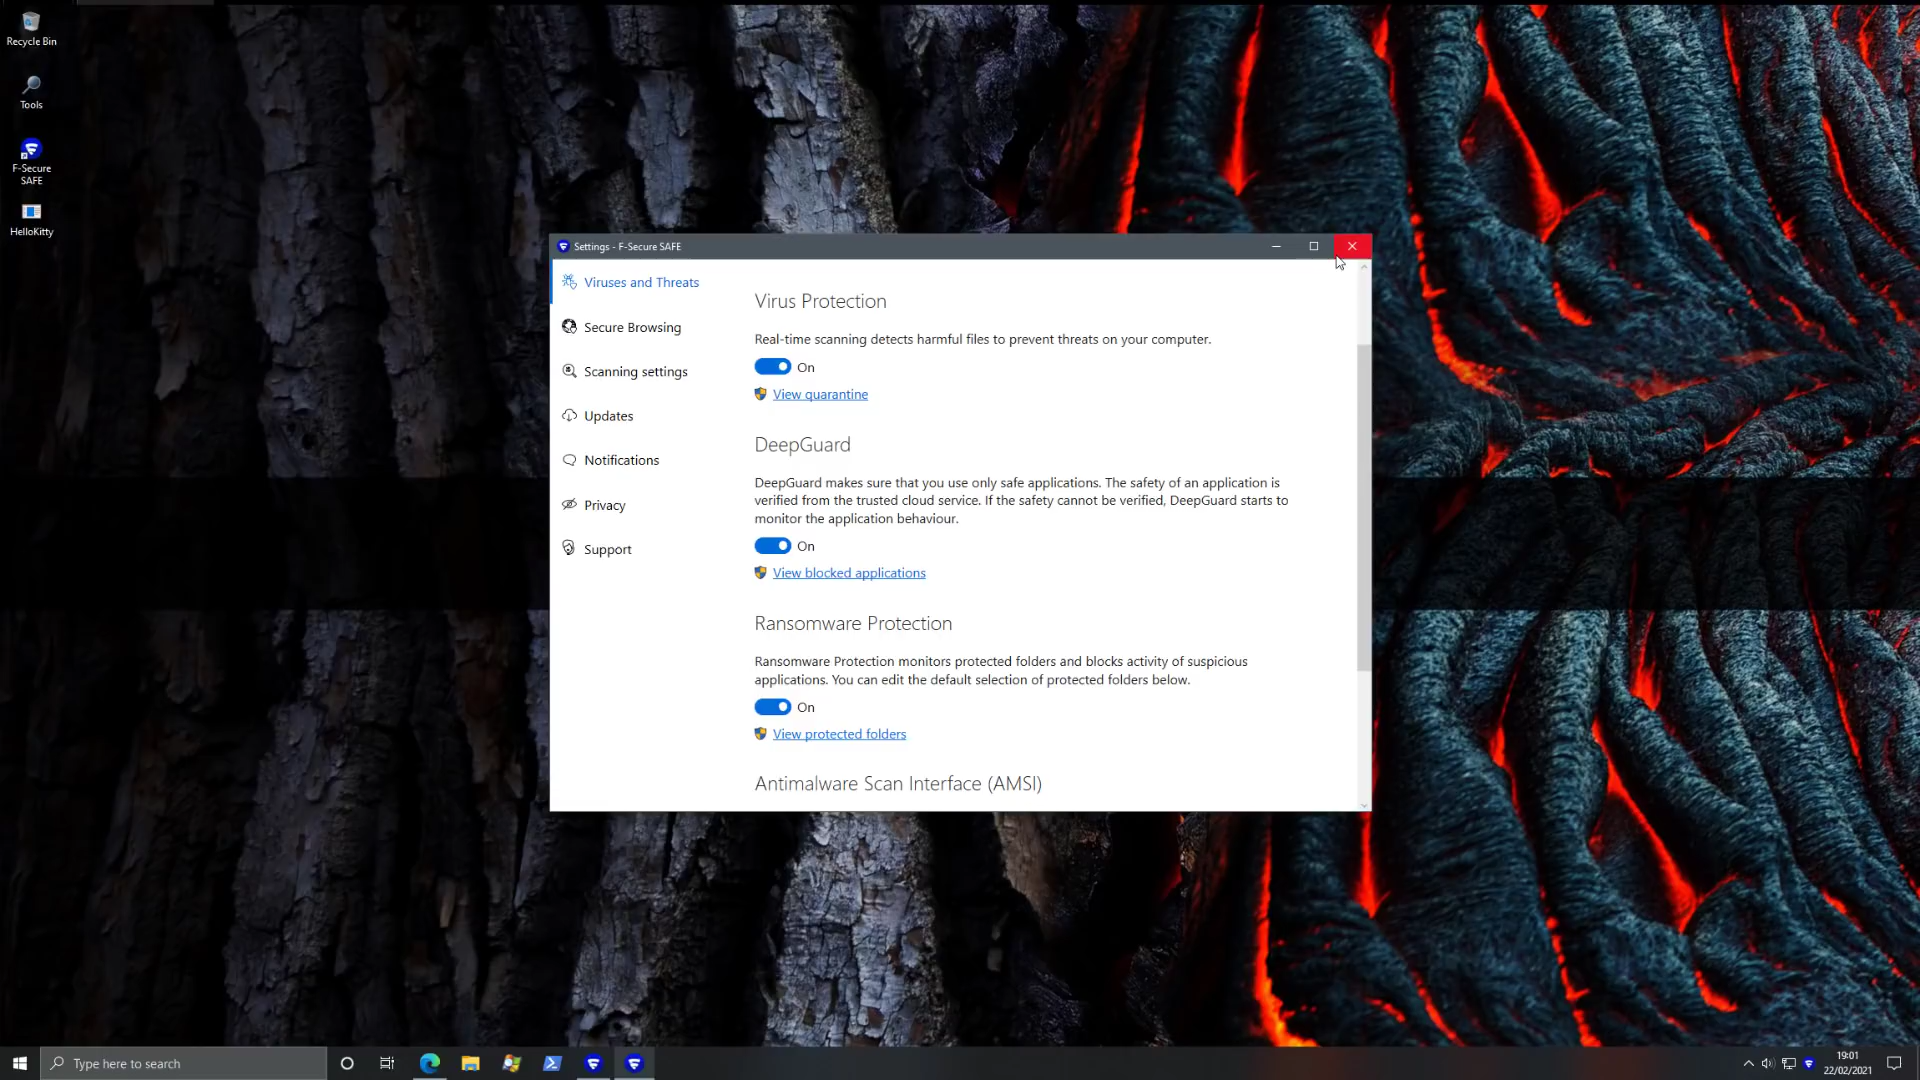 Recycle Bin
Tools
F-Secure
SAFE
HelloKitty
Settings - F-Secure SAFE
Viruses and Threats
Secure Browsing
Scanning settings
Updates
Notifications
Privacy
Support
Virus Protection
Real-time scanning detects harmful files to prevent threats on your computer.
On
View quarantine
DeepGuard
DeepGuard makes sure that you use only safe applications. The safety of an application is
verified from the trusted cloud service. If the safety cannot be verified, DeepGuard starts to
monitor the application behaviour.
On
View blocked applications
Ransomware Protection
Ransomware Protection monitors protected folders and blocks activity of suspicious
applications. You can edit the default selection of protected folders below.
On
View protected folders
Antimalware Scan Interface (AMSI)
Type here to search
19:01
22/02/2021